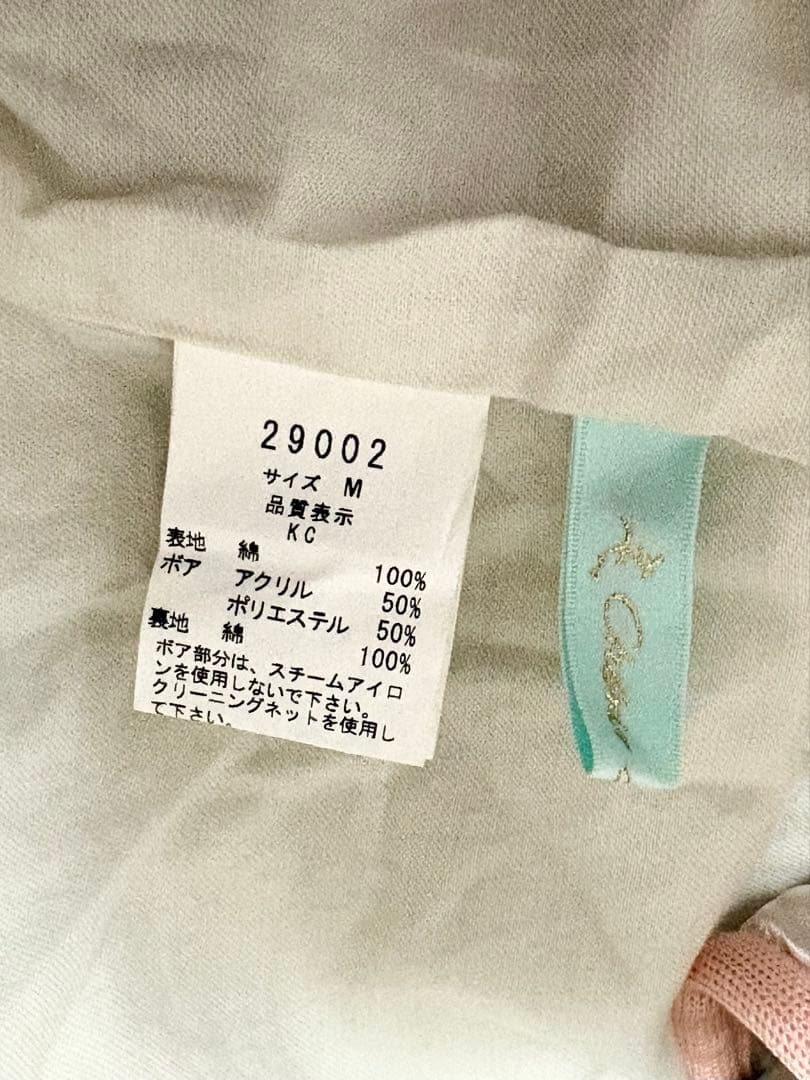 29002
サイズ M
品質表示
KC
表地 綿 100%
ボア アクリル 50%
ポリエステル 50%
裏地 綿 100%
ボア部分は、スチームアイロ
ンを使用しないで下さい。
クリーニングネットを使用し
て下さい。